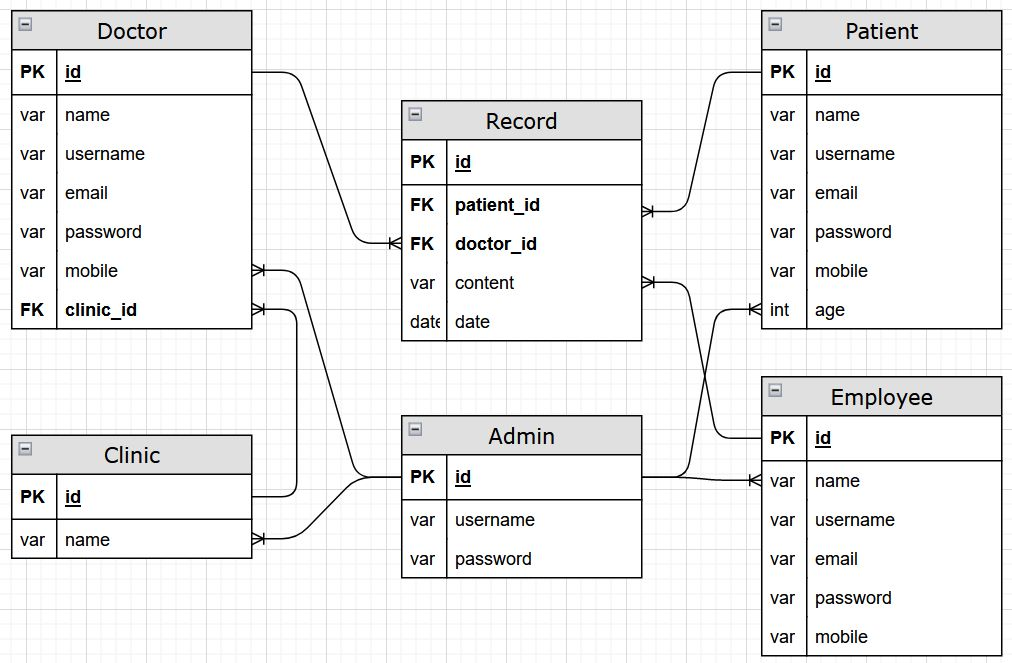 Doctor
PK id
var name
var username
var email
var password
var mobile
FK clinic_id
Record
PK id
FK patient_id
FK doctor_id
var content
date date
Patient
PK id
var name
var username
var email
var password
var mobile
int age
Clinic
PK id
var name
Admin
PK id
var username
var password
Employee
PK id
var name
var username
var email
var password
var mobile